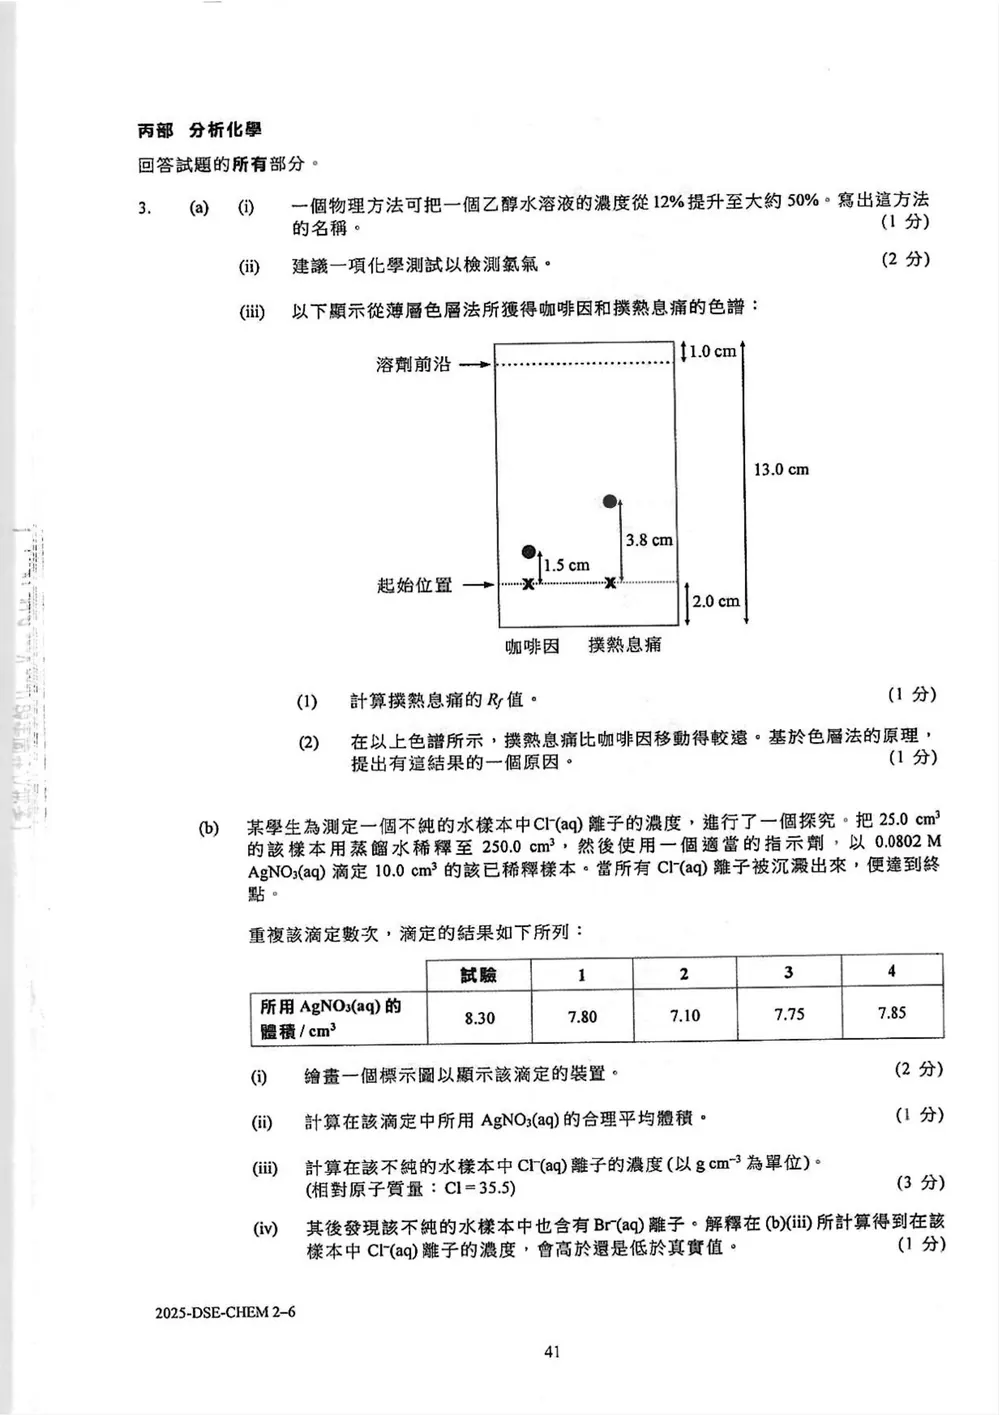 丙部 分析化學
回答試題的所有部分。
3. (a) (i) 一個物理方法可把一個乙醇水溶液的濃度從 12% 提升至大約 50%。寫出這方法
的名稱。 (1 分)
(ii) 建議一項化學測試以檢測氯氣。 (2 分)
(iii) 以下顯示從薄層色層法所獲得咖啡因和撲熱息痛的色譜：
溶劑前沿
1.0 cm
13.0 cm
3.8 cm
1.5 cm
起始位置
2.0 cm
咖啡因 撲熱息痛
(1) 計算撲熱息痛的 Rf 值。 (1 分)
(2) 在以上色譜所示，撲熱息痛比咖啡因移動得較遠。基於色層法的原理，
提出有這結果的一個原因。 (1 分)
(b) 某學生為測定一個不純的水樣本中Cl⁻(aq) 離子的濃度，進行了一個探究。把 25.0 cm³
的該樣本用蒸餾水稀釋至 250.0 cm³，然後使用一個適當的指示劑，以 0.0802 M
AgNO₃(aq) 滴定 10.0 cm³ 的該已稀釋樣本。當所有 Cl⁻(aq) 離子被沉澱出來，便達到終
點。
重複該滴定數次，滴定的結果如下所列：
試驗 1 2 3 4
所用 AgNO₃(aq) 的
體積 / cm³ 8.30 7.80 7.10 7.75 7.85
(i) 繪畫一個標示圖以顯示該滴定的裝置。 (2 分)
(ii) 計算在該滴定中所用 AgNO₃(aq) 的合理平均體積。 (1 分)
(iii) 計算在該不純的水樣本中 Cl⁻(aq) 離子的濃度 (以 g cm⁻³ 為單位)。
(相對原子質量：Cl = 35.5) (3 分)
(iv) 其後發現該不純的水樣本中也含有 Br⁻(aq) 離子。解釋在 (b)(iii) 所計算得到在該
樣本中 Cl⁻(aq) 離子的濃度，會高於還是低於真實值。 (1 分)
2025-DSE-CHEM 2–6
41